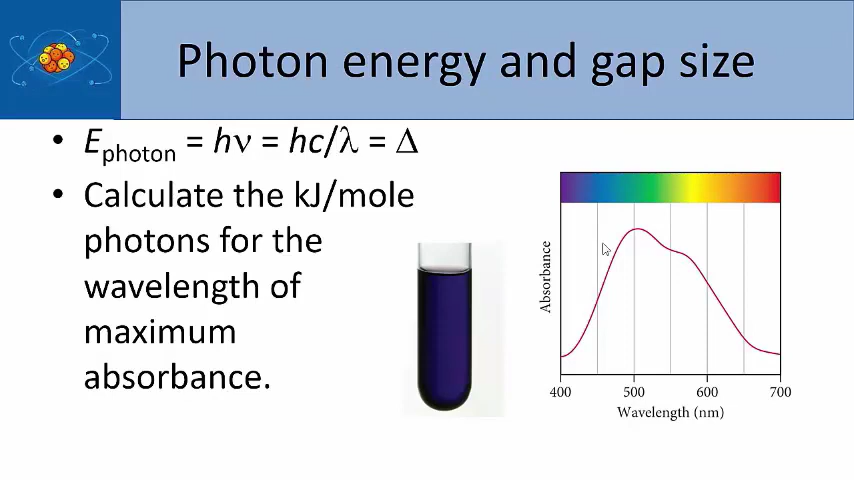 Photon energy and gap size
• Ephoton = hν = hc/λ = Δ
• Calculate the kJ/mole
photons for the
wavelength of
maximum
absorbance.
Absorbance
400 500 600 700
Wavelength (nm)